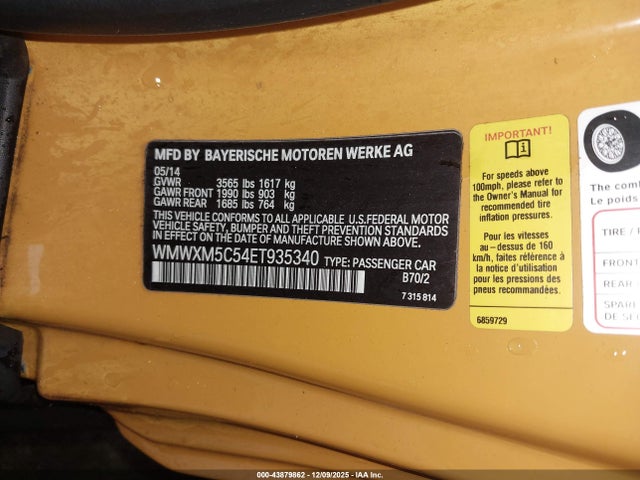 MFD BY BAYERISCHE MOTOREN WERKE AG
05/14
GVWR 3565 lbs 1617 kg
GAWR FRONT 1990 lbs 903 kg
GAWR REAR 1685 lbs 764 kg
THIS VEHICLE CONFORMS TO ALL APPLICABLE U.S.FEDERAL MOTOR
VEHICLE SAFETY, BUMPER AND THEFT PREVENTION STANDARDS
IN EFFECT ON THE DATE OF MANUFACTURE SHOWN ABOVE.
WMWXM5C54ET935340 TYPE: PASSENGER CAR
B70/2
7 315 814
IMPORTANT!
For speeds above
100mph, please refer to
the Owner's Manual for
recommended tire
inflation pressures.
Pour les vitesses
au-dessus de 160
km/h, faites référence à
la notice d'utilisation
pour les pressions des
pneus recommandées.
6859729
The comb
Le poids
TIRE /
FRONT
REAR
SPARE
DE SEC
000-43879862 - 12/09/2025 - IAA Inc.